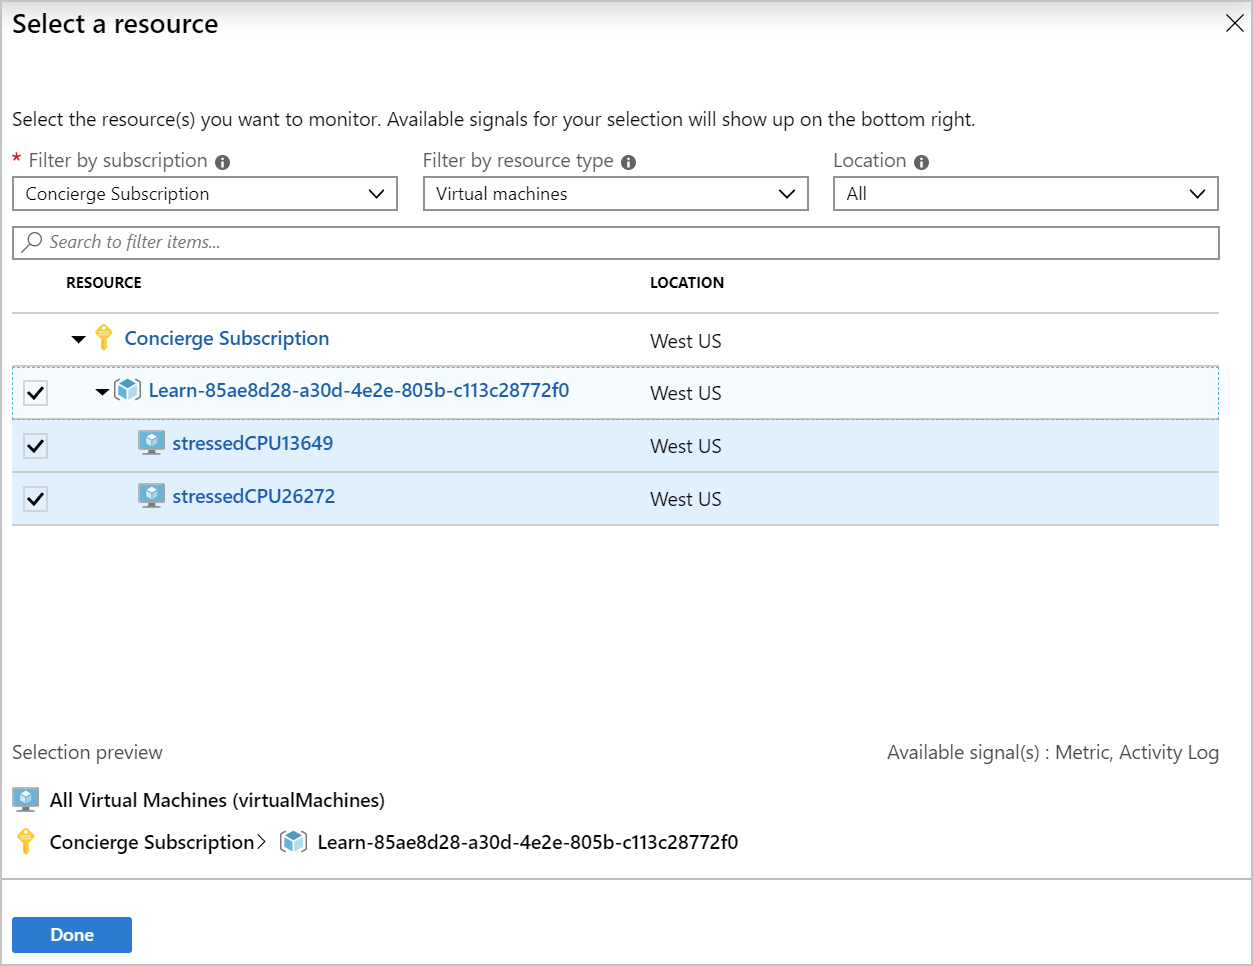 Select a resource
Select the resource(s) you want to monitor. Available signals for your selection will show up on the bottom right.
* Filter by subscription
Filter by resource type
Location
Concierge Subscription
Virtual machines
All
Search to filter items...
RESOURCE
LOCATION
Concierge Subscription
West US
Learn-85ae8d28-a30d-4e2e-805b-c113c28772f0
West US
stressedCPU13649
West US
stressedCPU26272
West US
Selection preview
Available signal(s) : Metric, Activity Log
All Virtual Machines (virtualMachines)
Concierge Subscription> Learn-85ae8d28-a30d-4e2e-805b-c113c28772f0
Done